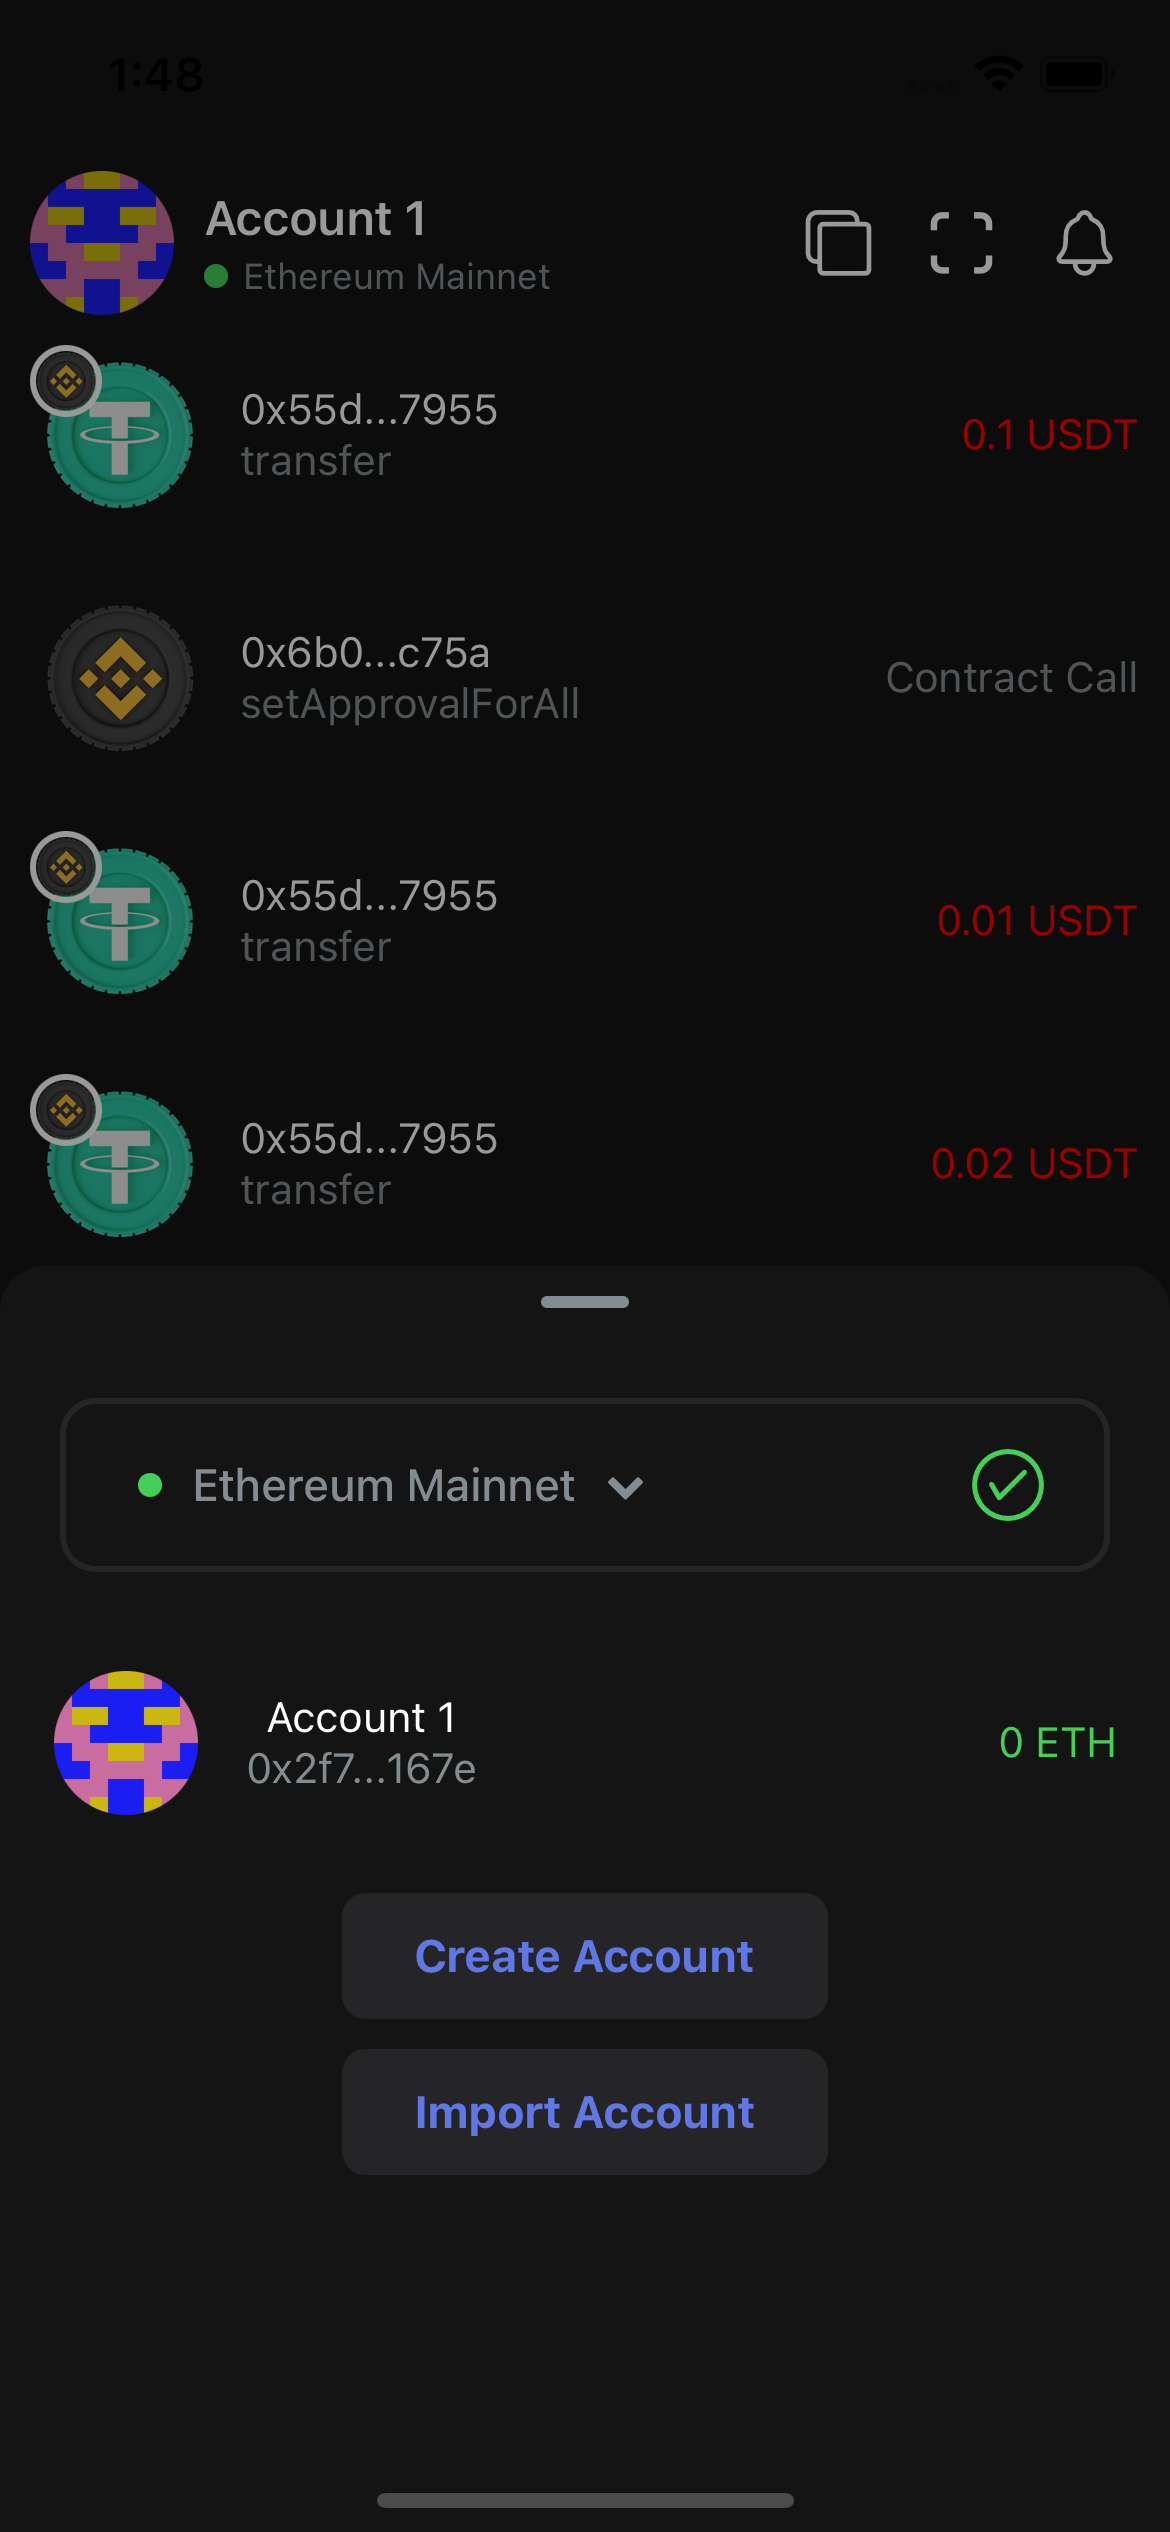 1:48
Account 1
Ethereum Mainnet
0x55d...7955
transfer
0.1 USDT
0x6b0...c75a
setApprovalForAll
Contract Call
0x55d...7955
transfer
0.01 USDT
0x55d...7955
transfer
0.02 USDT
Ethereum Mainnet
Account 1
0x2f7...167e
0 ETH
Create Account
Import Account